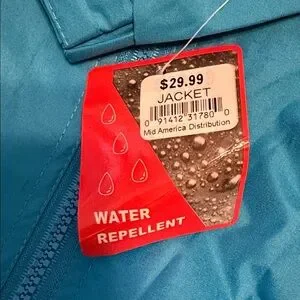 $29.99
JACKET
0 91412 31780 0
Mid America Distribution
WATER
REPELLENT